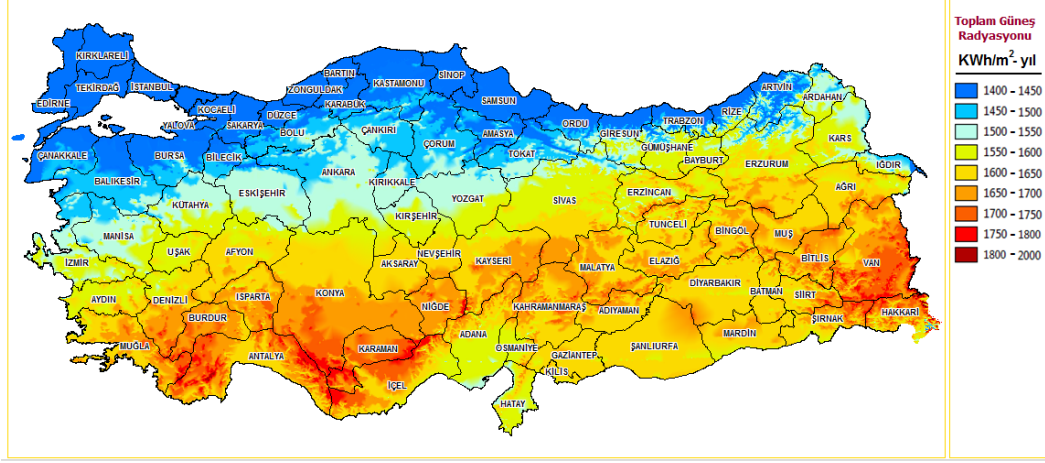 Toplam Güneş
Radyasyonu
KWh/m²- yıl
1400 - 1450
1450 - 1500
1500 - 1550
1550 - 1600
1600 - 1650
1650 - 1700
1700 - 1750
1750 - 1800
1800 - 2000
KIRKLARELİ
TEKİRDAĞ
İSTANBUL
EDİRNE
KOCAELİ
YALOVA
SAKARYA
DÜZCE
ZONGULDAK
BARTIN
KARABÜK
KASTAMONU
SİNOP
SAMSUN
ORDU
GİRESUN
TRABZON
RİZE
ARTVİN
ARDAHAN
BOLU
ÇANKIRI
ÇORUM
AMASYA
TOKAT
GÜMÜŞHANE
BAYBURT
ERZURUM
KARS
IĞDIR
ÇANAKKALE
BURSA
BİLECİK
BALIKESİR
ESKİŞEHİR
ANKARA
KIRIKKALE
KÜTAHYA
YOZGAT
KIRŞEHİR
SİVAS
ERZİNCAN
AĞRI
TUNCELİ
BİNGÖL
MUŞ
MANİSA
UŞAK
AFYON
İZMİR
AKSARAY
NEVŞEHİR
KAYSERİ
MALATYA
ELAZIĞ
BİTLİS
VAN
DİYARBAKIR
BATMAN
SİİRT
AYDIN
DENİZLİ
ISPARTA
BURDUR
KONYA
NİĞDE
KAHRAMANMARAŞ
ADIYAMAN
ŞIRNAK
HAKKARİ
MARDİN
MUĞLA
ANTALYA
KARAMAN
ADANA
OSMANİYE
GAZİANTEP
ŞANLIURFA
KİLİS
İÇEL
HATAY